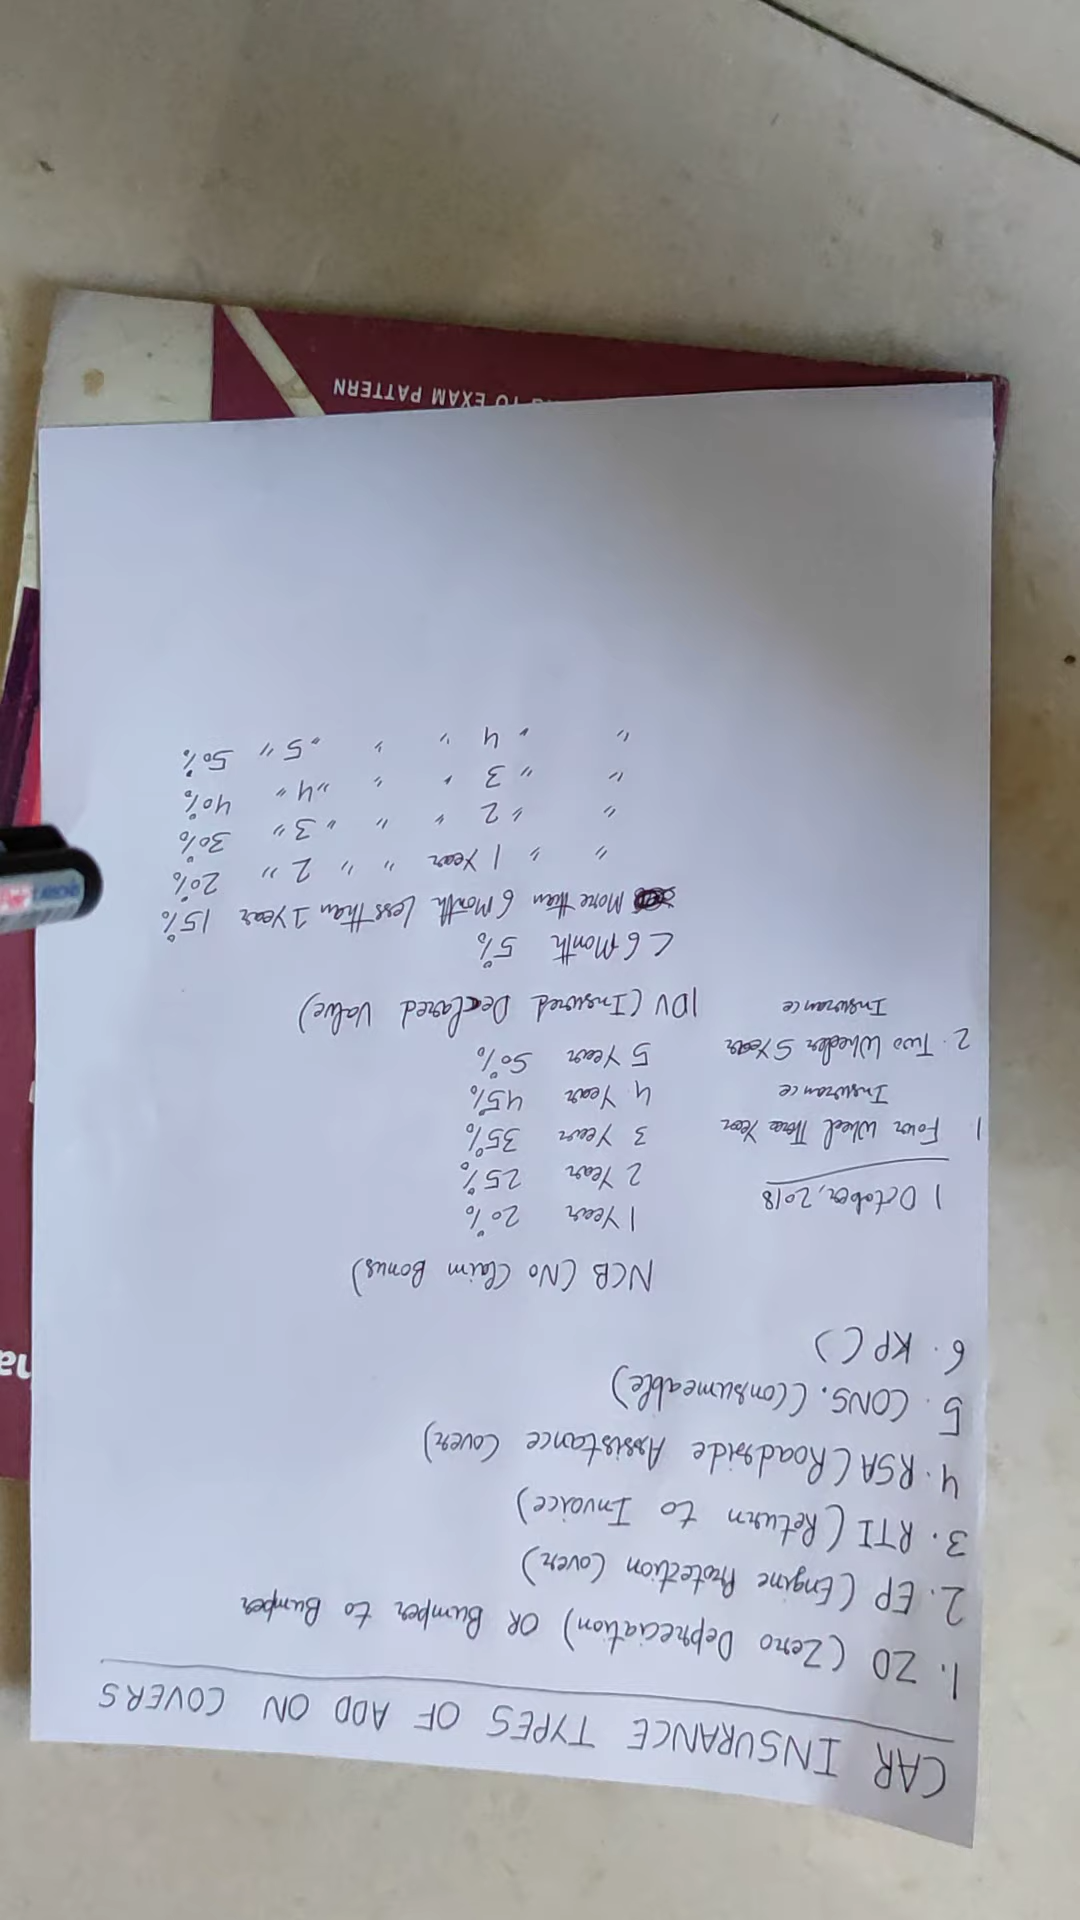 CAR INSURANCE TYPES OF ADD ON COVERS
1. ZD (Zero Depreciation) OR Bumper to Bumper
2. EP (Engine Protection Cover)
3. RTI (Return to Invoice)
4. RSA (Roadside Assistance Cover)
5. CONS. (Consumeable)
6. KP ( )
NCB (No Claim Bonus)
1 Year 20%
2 Year 25%
3 Year 35%
4 Year 45%
5 Year 50%
1 October, 2018
1 Four Wheel Year
Insurance
2. Two Wheeler 5 Year
Insurance
IDV (Insured Declared Value)
< 6 Month 5%
More than 6 Month Less than 1 Year 15%
" " 1 Year " " 2 " 20%
" " 2 " " " 3 " 30%
" " 3 " " " 4 " 40%
" " 4 " " " 5 " 50%
TO EXAM PATTERN